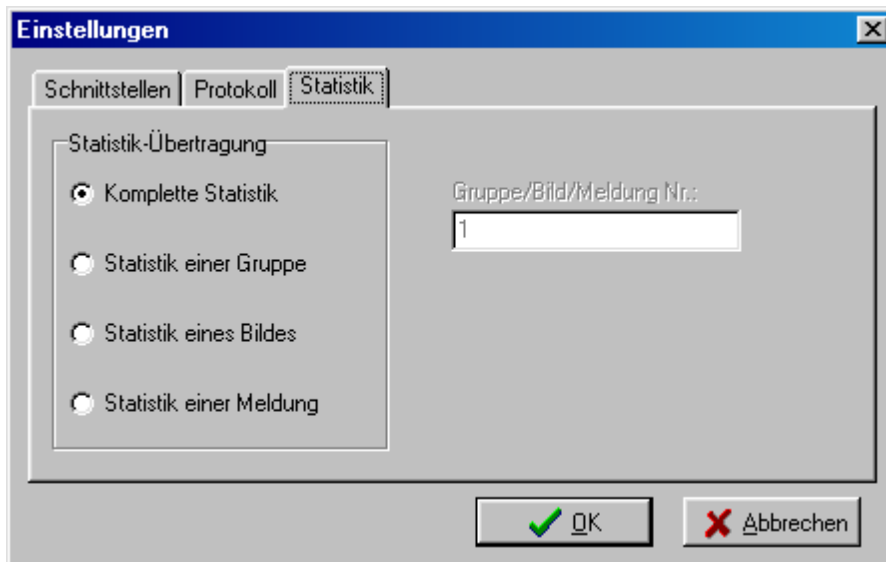 Einstellungen
Schnittstellen Protokoll Statistik
Statistik-Übertragung
Komplette Statistik
Statistik einer Gruppe
Statistik eines Bildes
Statistik einer Meldung
Gruppe/Bild/Meldung Nr.:
1
OK Abbrechen